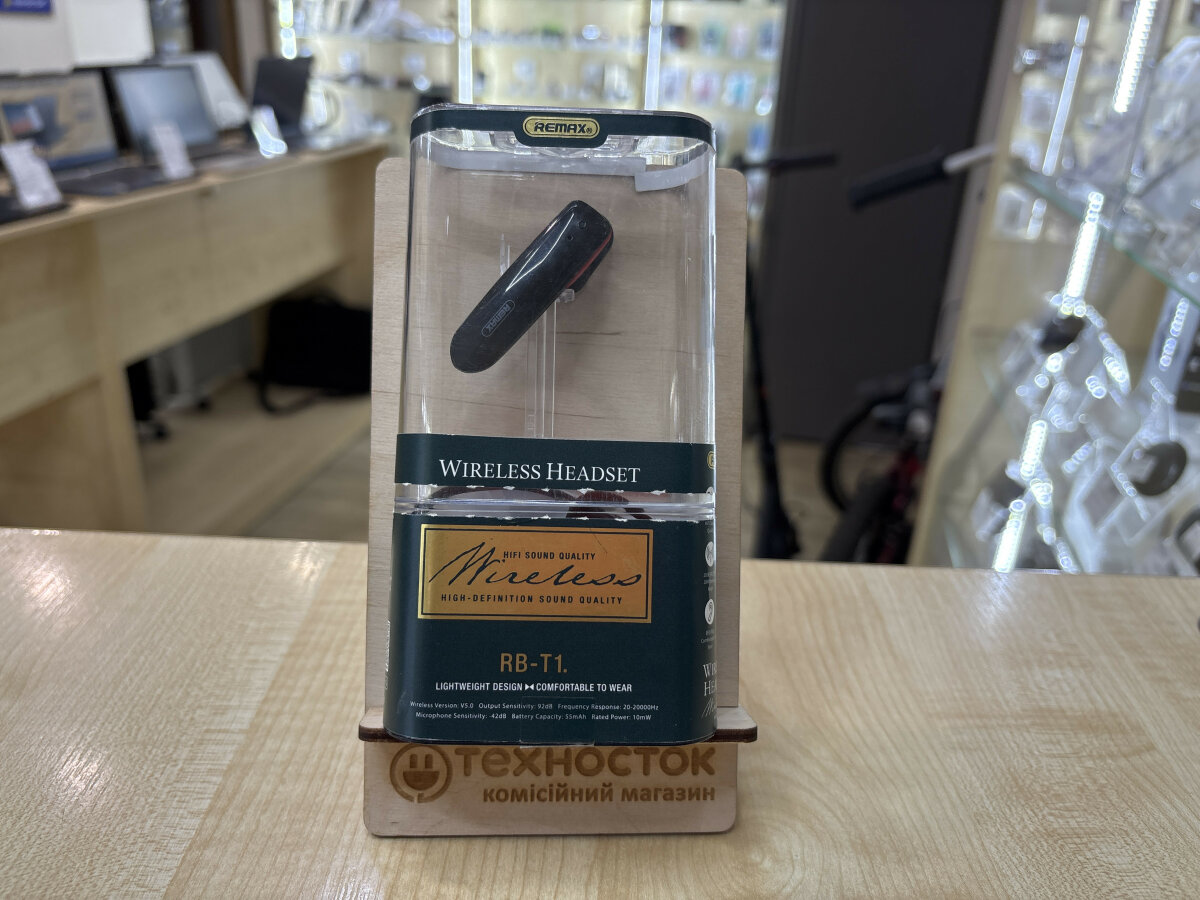 REMAX®
REMAX
WIRELESS HEADSET
HIFI SOUND QUALITY
Wireless
HIGH-DEFINITION SOUND QUALITY
RB-T1.
LIGHTWEIGHT DESIGN COMFORTABLE TO WEAR
Wireless Version: V5.0 Output Sensitivity: 92dB Frequency Response: 20-20000Hz
Microphone Sensitivity: -42dB Battery Capacity: 55mAh Rated Power: 10mW
техносток
комісійний магазин